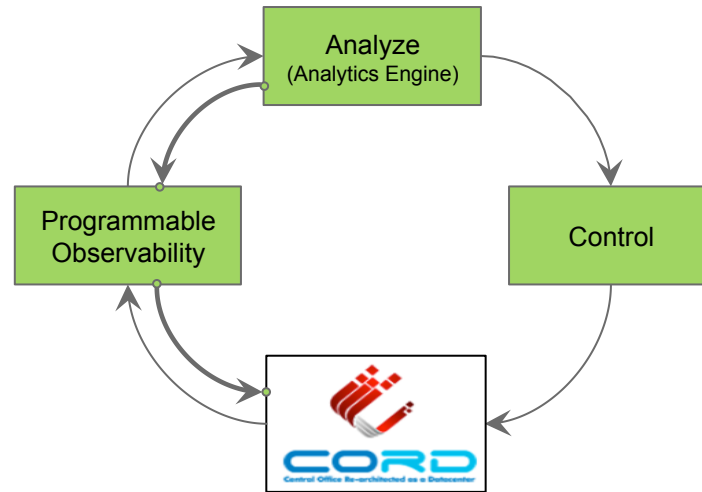 Analyze
(Analytics Engine)
Programmable
Observability
Control
CORD
Central Office Re-architected as a Datacenter